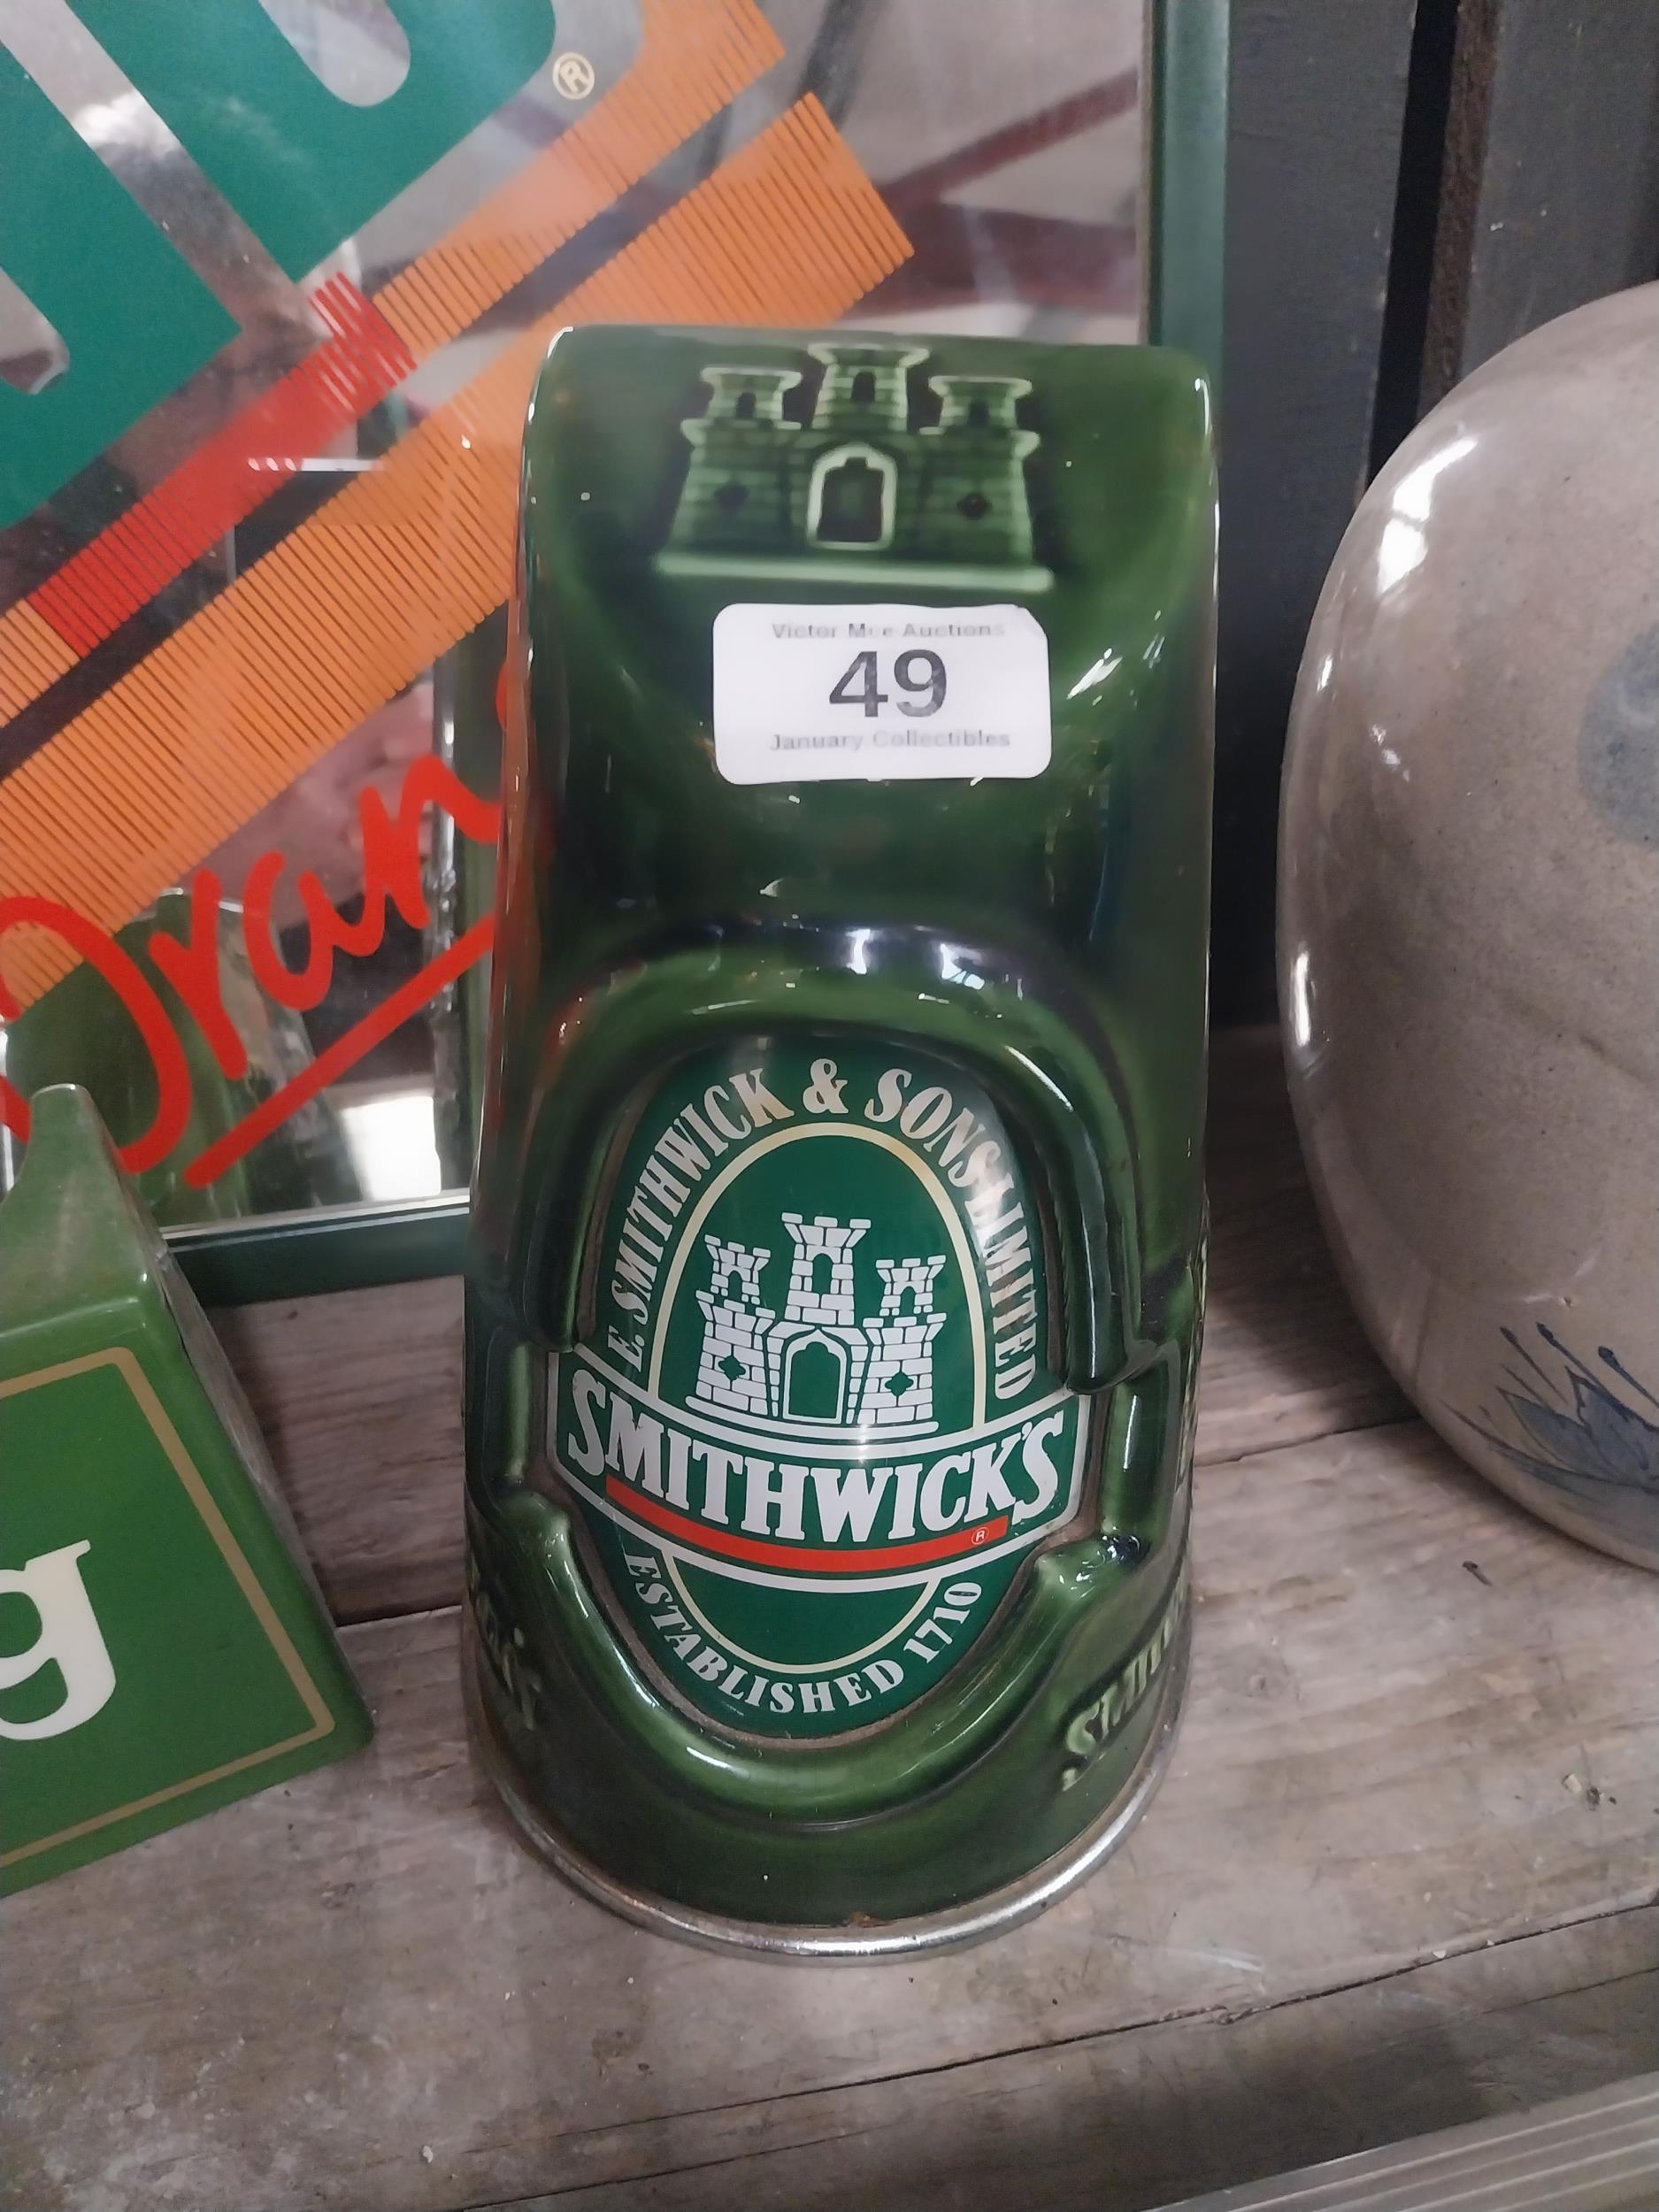 ®
Victor Mee Auctions
49
January Collectibles
E. SMITHWICK & SONS LIMITED
SMITHWICK'S
®
ESTABLISHED 1710
g